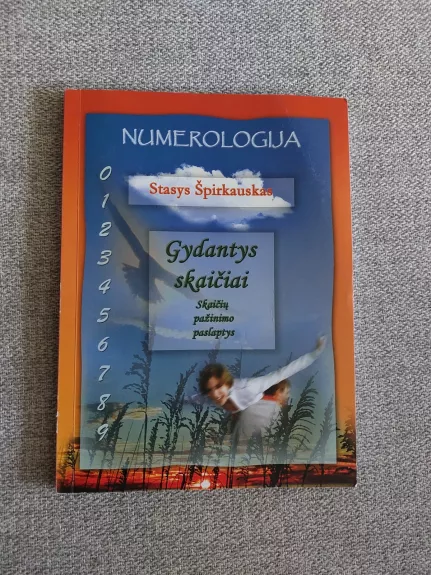 NUMEROLOGIJA
Stasys Špirkauskas
Gydantys
skaičiai
Skaičių
pažinimo
paslaptys
0
1
2
3
4
5
6
7
8
9